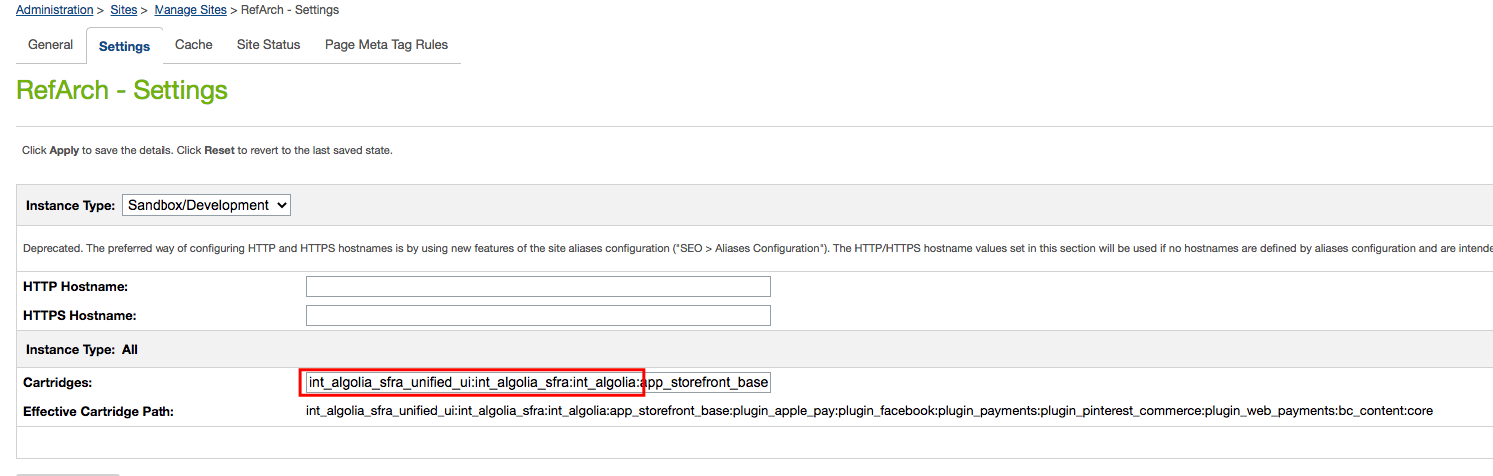 Administration > Sites > Manage Sites > RefArch - Settings
General Settings Cache Site Status Page Meta Tag Rules
RefArch - Settings
Click Apply to save the details. Click Reset to revert to the last saved state.
Instance Type: Sandbox/Development
Deprecated. The preferred way of configuring HTTP and HTTPS hostnames is by using new features of the site aliases configuration ("SEO > Aliases Configuration"). The HTTP/HTTPS hostname values set in this section will be used if no hostnames are defined by aliases configuration and are intende
HTTP Hostname:
HTTPS Hostname:
Instance Type: All
Cartridges: int_algolia_sfra_unified_ui:int_algolia_sfra:int_algolia:app_storefront_base
Effective Cartridge Path: int_algolia_sfra_unified_ui:int_algolia_sfra:int_algolia:app_storefront_base:plugin_apple_pay:plugin_facebook:plugin_payments:plugin_pinterest_commerce:plugin_web_payments:bc_content:core